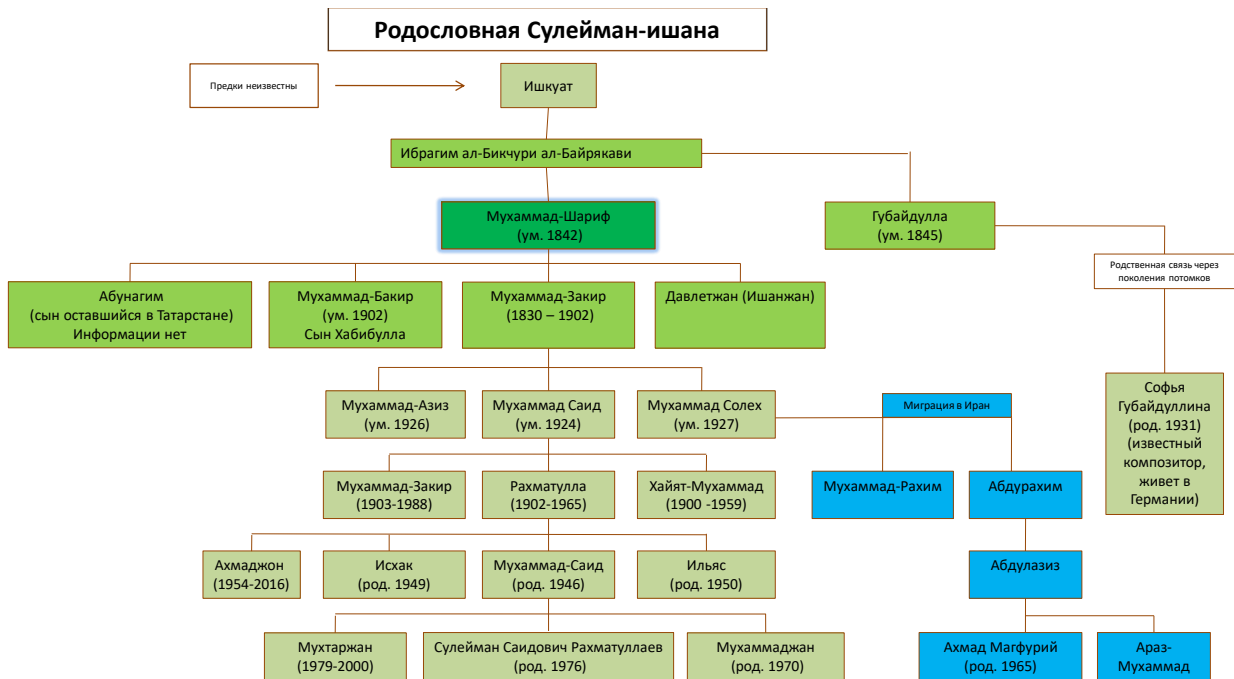 Родословная Сулейман-ишана
Предки неизвестны
Ишкуат
Ибрагим ал-Бикчури ал-Байрякави
Мухаммад-Шариф
(ум. 1842)
Губайдулла
(ум. 1845)
Родственная связь через
поколения потомков
Абунагим
(сын оставшийся в Татарстане)
Информации нет
Мухаммад-Бакир
(ум. 1902)
Сын Хабибулла
Мухаммад-Закир
(1830 – 1902)
Давлетжан (Ишанжан)
Мухаммад-Азиз
(ум. 1926)
Мухаммад Саид
(ум. 1924)
Мухаммад Солех
(ум. 1927)
Миграция в Иран
Софья
Губайдуллина
(род. 1931)
(известный
композитор,
живет в
Германии)
Мухаммад-Закир
(1903-1988)
Рахматулла
(1902-1965)
Хайят-Мухаммад
(1900 -1959)
Мухаммад-Рахим
Абдурахим
Ахмаджон
(1954-2016)
Исхак
(род. 1949)
Мухаммад-Саид
(род. 1946)
Ильяс
(род. 1950)
Абдулазиз
Мухтаржан
(1979-2000)
Сулейман Саидович Рахматуллаев
(род. 1976)
Мухаммаджан
(род. 1970)
Ахмад Магфурий
(род. 1965)
Араз-
Мухаммад